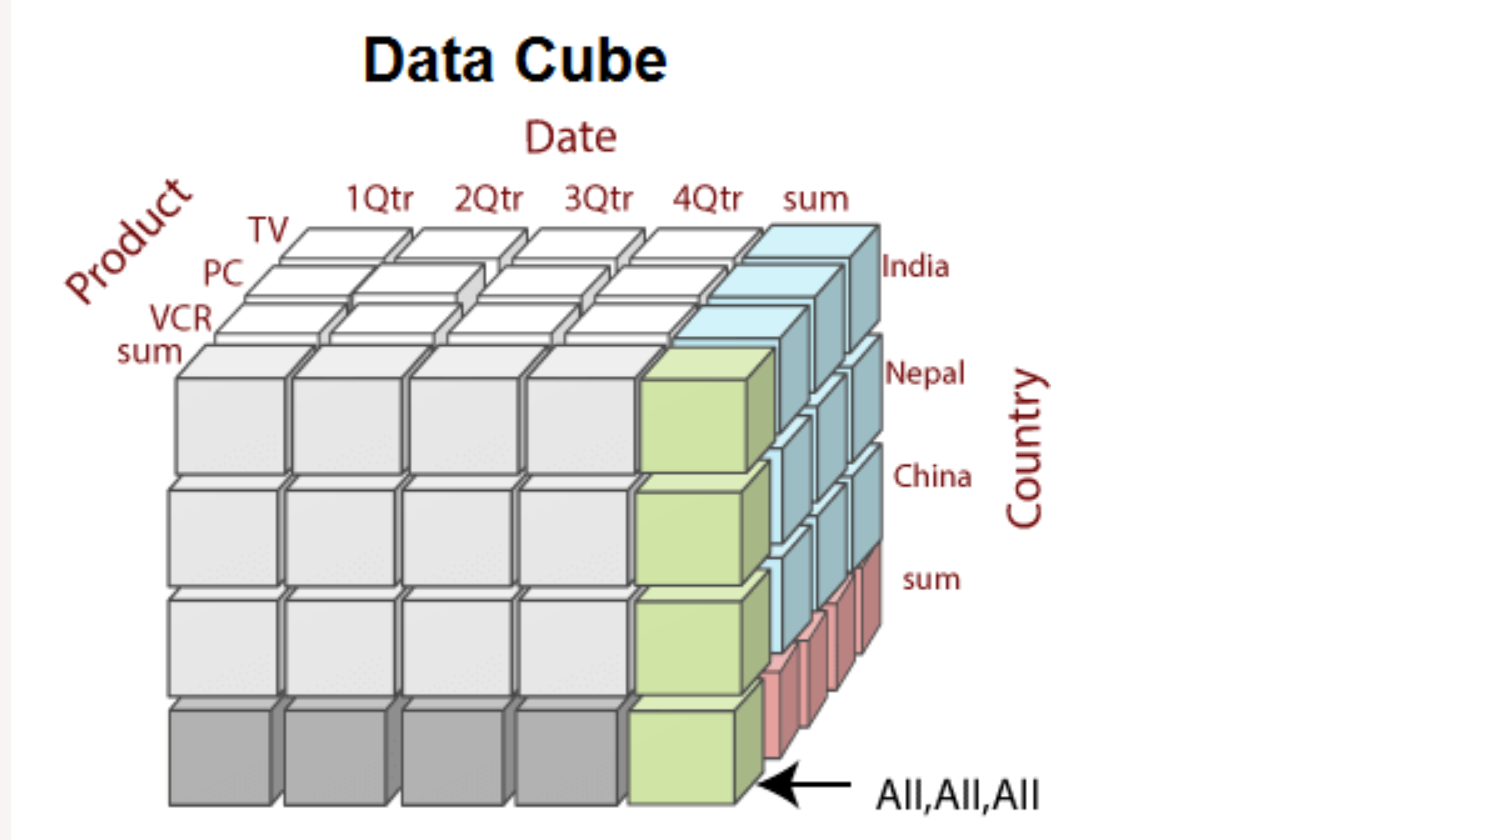 Data Cube
Date
Product
1Qtr 2Qtr 3Qtr 4Qtr sum
TV
PC
VCR
sum
India
Nepal
China
sum
Country
All,All,All